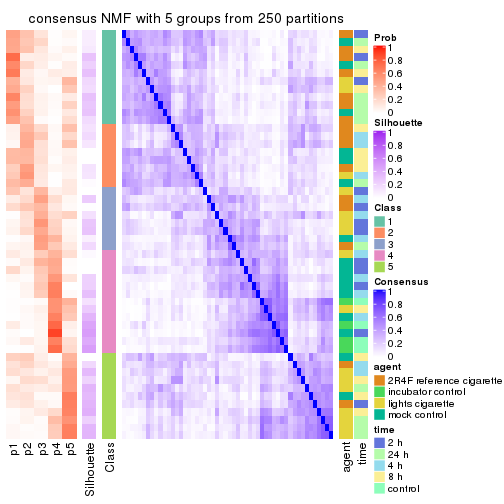 consensus NMF with 5 groups from 250 partitions
Prob
1
0.8
0.6
0.4
0.2
0
Silhouette
1
0.8
0.6
0.4
0.2
0
Class
1
2
3
4
5
Consensus
1
0.8
0.6
0.4
0.2
0
agent
2R4F reference cigarette
incubator control
lights cigarette
mock control
time
2 h
24 h
4 h
8 h
control
p1
p2
p3
p4
p5
Silhouette
Class
agent
time